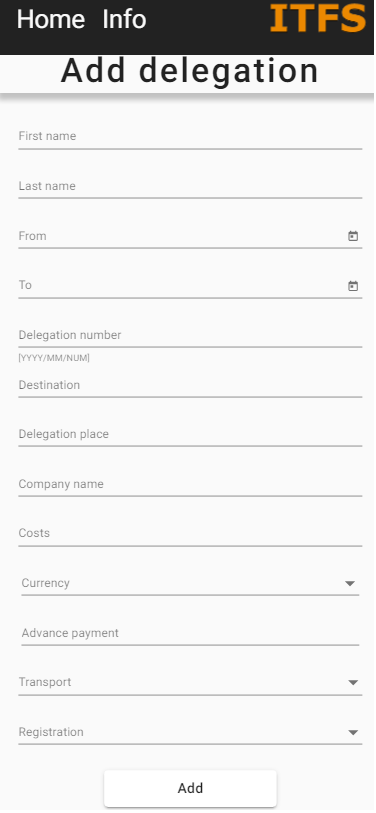 Home Info ITFS
Add delegation
First name
Last name
From
To
Delegation number
[YYYY/MM/NUM]
Destination
Delegation place
Company name
Costs
Currency
Advance payment
Transport
Registration
Add